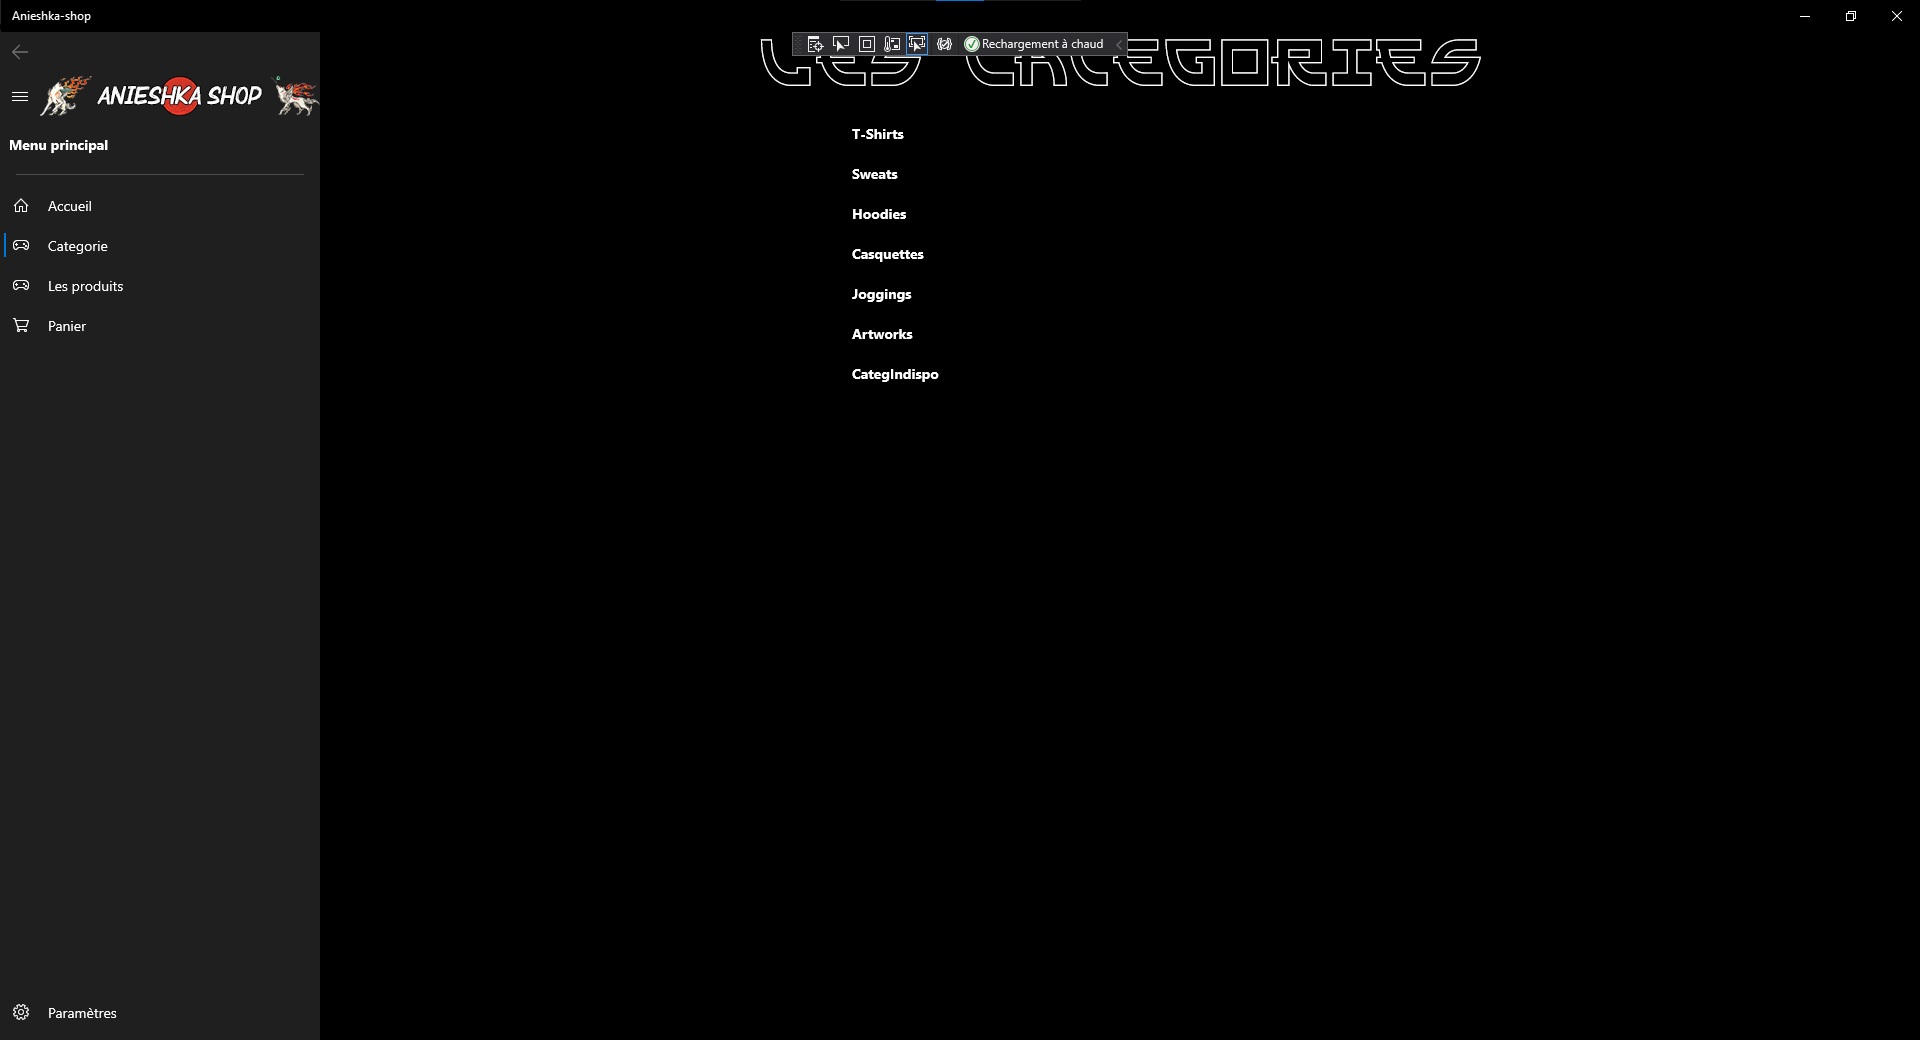 Anieshka-shop
LES CATEGORIES
Rechargement à chaud
ANIESHKA SHOP
Menu principal
Accueil
Categorie
Les produits
Panier
T-Shirts
Sweats
Hoodies
Casquettes
Joggings
Artworks
CategIndispo
Paramètres